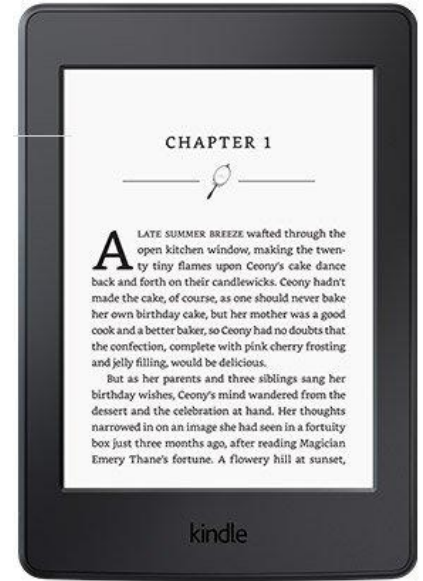 CHAPTER 1
A LATE SUMMER BREEZE wafted through the
open kitchen window, making the twen-
ty tiny flames upon Ceony's cake dance
back and forth on their candlewicks. Ceony hadn't
made the cake, of course, as one should never bake
her own birthday cake, but her mother was a good
cook and a better baker, so Ceony had no doubts that
the confection, complete with pink cherry frosting
and jelly filling, would be delicious.
But as her parents and three siblings sang her
birthday wishes, Ceony's mind wandered from the
dessert and the celebration at hand. Her thoughts
narrowed in on an image she had seen in a fortuity
box just three months ago, after reading Magician
Emery Thane's fortune. A flowery hill at sunset,
kindle